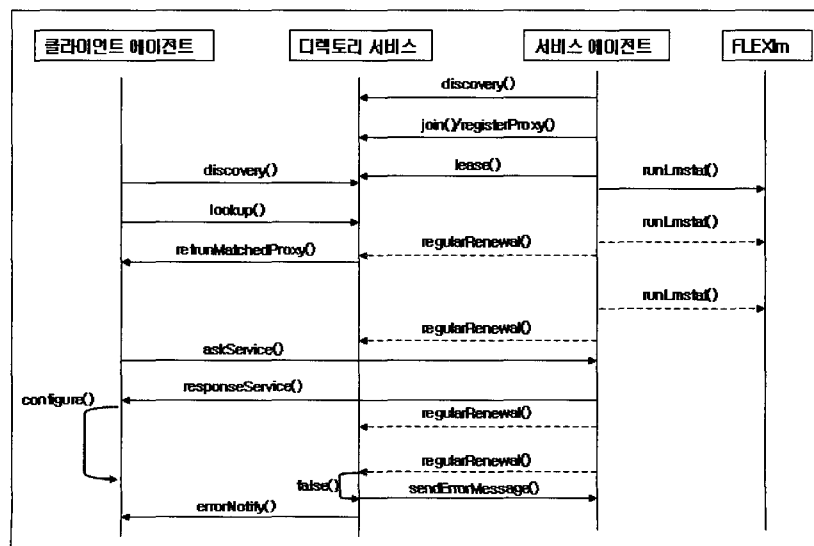 클라이언트 에이전트
디렉토리 서비스
서비스 에이전트
FLEXlm
discovery()
join()/registerProxy()
lease()
discovery()
runLmstat()
lookup()
runLmstat()
regularRenewal()
retrunMatchedProxy()
runLmstat()
regularRenewal()
askService()
responseService()
configure()
regularRenewal()
regularRenewal()
false()
sendErrorMessage()
errorNotify()